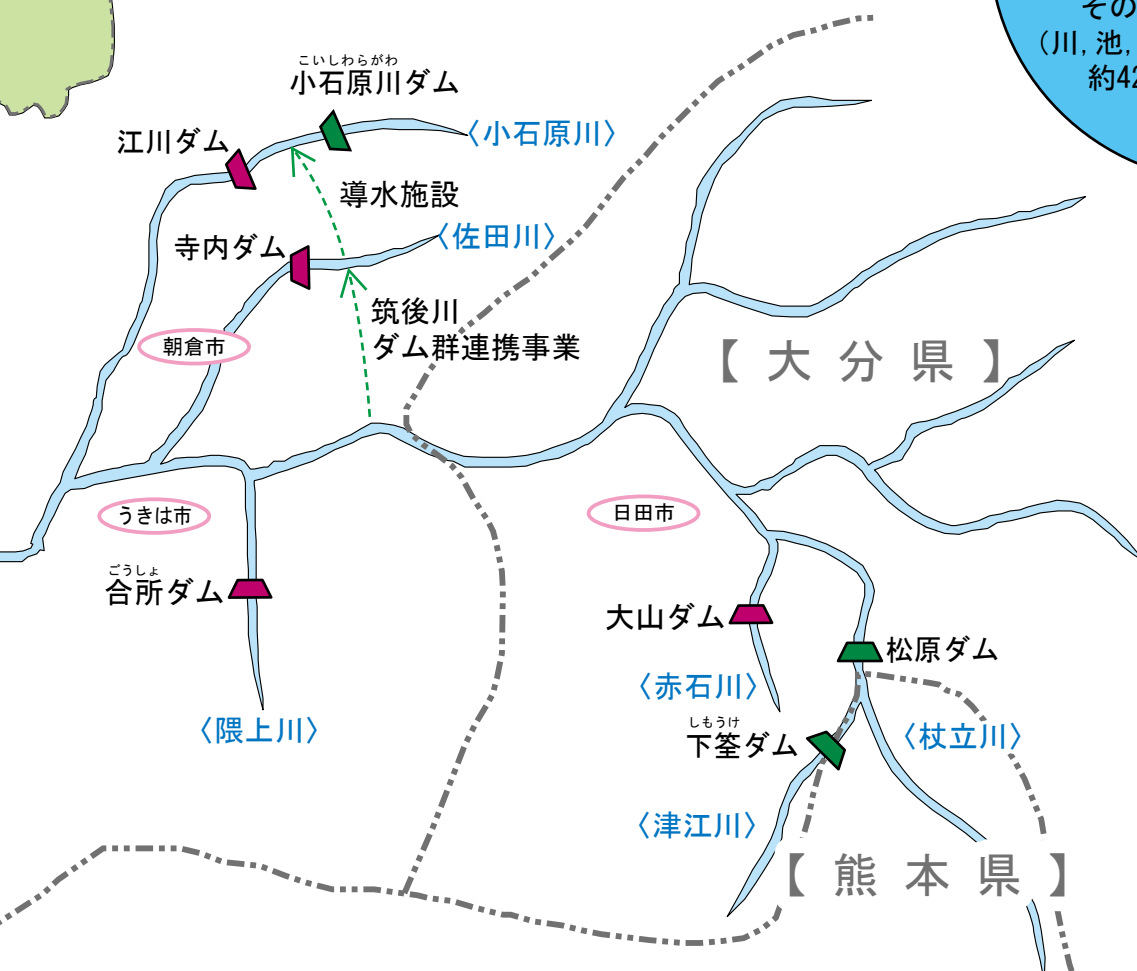 その
（川, 池,
約42
こいしわらがわ
小石原川ダム
江川ダム
〈小石原川〉
導水施設
寺内ダム
〈佐田川〉
筑後川
ダム群連携事業
朝倉市
【大分県】
うきは市
日田市
ごうしょ
合所ダム
大山ダム
松原ダム
〈赤石川〉
〈隈上川〉
しもうけ
下筌ダム
〈杖立川〉
〈津江川〉
【熊本県】